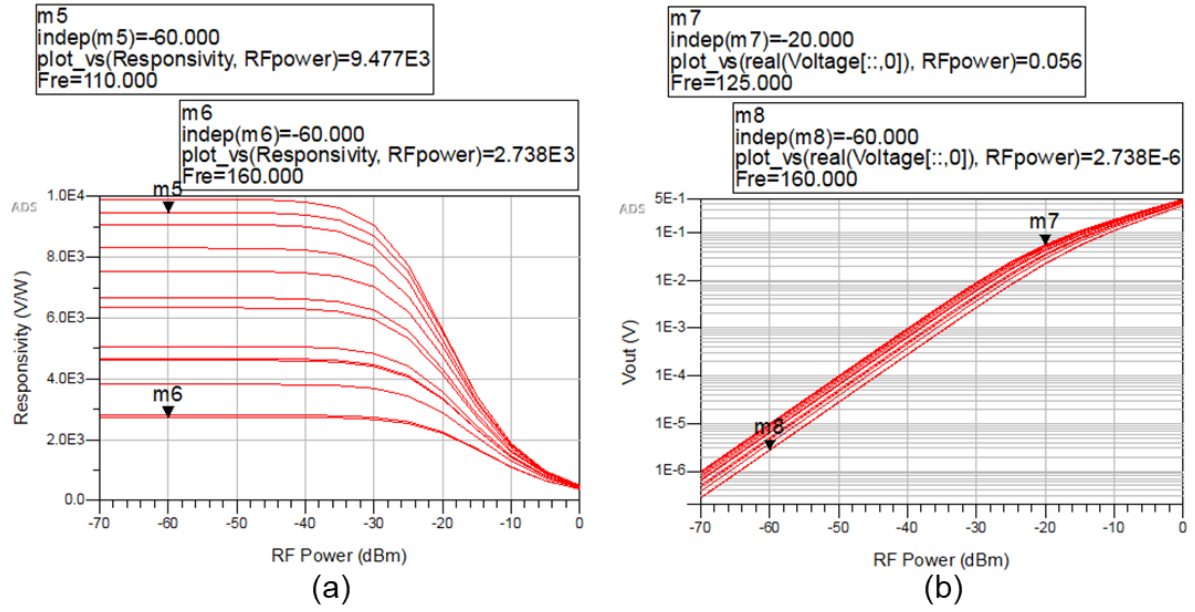 m5
indep(m5)=-60.000
plot_vs(Responsivity, RFpower)=9.477E3
Fre=110.000
m6
indep(m6)=-60.000
plot_vs(Responsivity, RFpower)=2.738E3
Fre=160.000
ADS
1.0E4
8.0E3
6.0E3
4.0E3
2.0E3
0.0
m5
m6
Responsivity (V/W)
-70 -60 -50 -40 -30 -20 -10 0
RF Power (dBm)
(a)
m7
indep(m7)=-20.000
plot_vs(real(Voltage[::,0]), RFpower)=0.056
Fre=125.000
m8
indep(m8)=-60.000
plot_vs(real(Voltage[::,0]), RFpower)=2.738E-6
Fre=160.000
ADS
5E-1
1E-1
1E-2
1E-3
1E-4
1E-5
1E-6
m7
m8
Vout (V)
-70 -60 -50 -40 -30 -20 -10 0
RF Power (dBm)
(b)